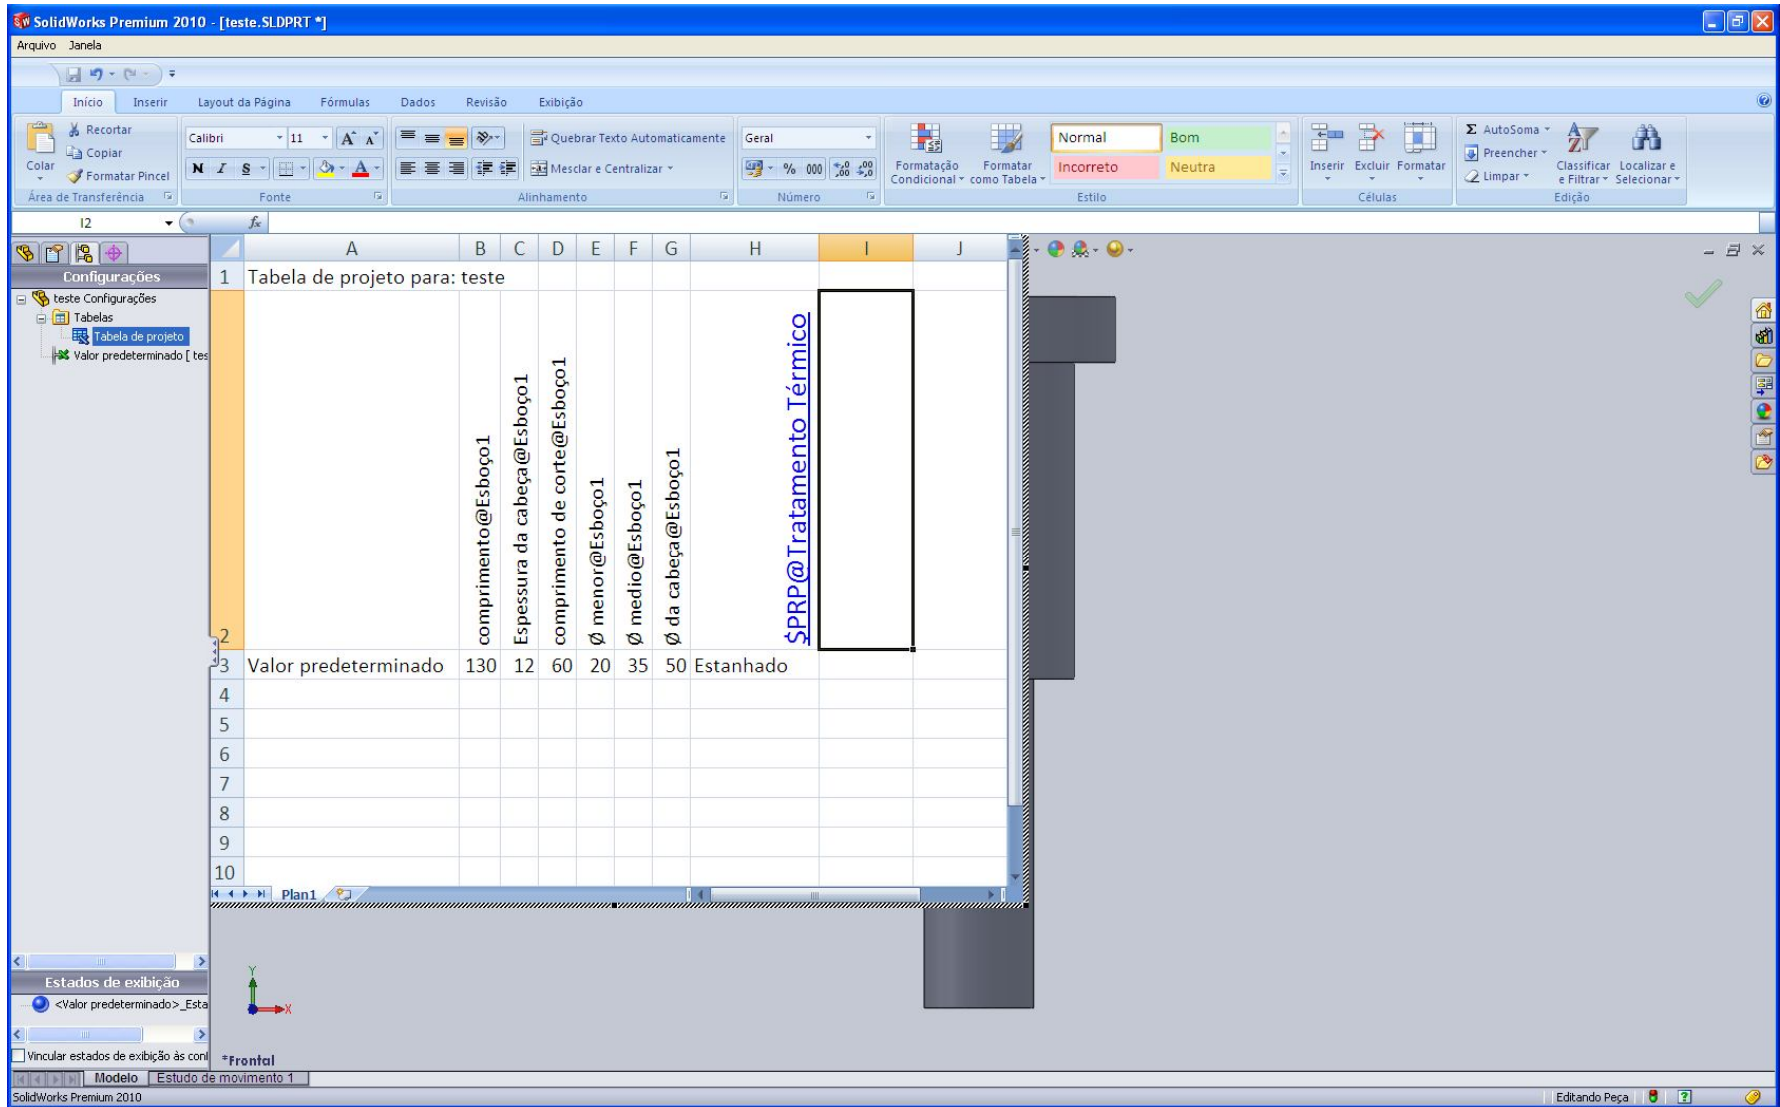 SolidWorks Premium 2010 - [teste.SLDPRT *]
Arquivo Janela
Início Inserir Layout da Página Fórmulas Dados Revisão Exibição
Colar
Recortar
Copiar
Formatar Pincel
Área de Transferência
Calibri 11
N I S
Fonte
Quebrar Texto Automaticamente
Mesclar e Centralizar
Alinhamento
Geral
% 000
Número
Formatação Condicional
Formatar como Tabela
Normal Bom
Incorreto Neutra
Estilo
Inserir Excluir Formatar
Células
Σ AutoSoma
Preencher
Limpar
Classificar e Filtrar
Localizar e Selecionar
Edição
I2
fx
Configurações
teste Configurações
Tabelas
Tabela de projeto
Valor predeterminado [ tes
A B C D E F G H I J
1 Tabela de projeto para: teste
2
comprimento@Esboço1
Espessura da cabeça@Esboço1
comprimento de corte@Esboço1
Ø menor@Esboço1
Ø medio@Esboço1
Ø da cabeça@Esboço1
$PRP@Tratamento Térmico
3 Valor predeterminado 130 12 60 20 35 50 Estanhado
4
5
6
7
8
9
10
Plan1
Estados de exibição
<Valor predeterminado>_Esta
Vincular estados de exibição às conf
Y
X
*Frontal
Modelo Estudo de movimento 1
SolidWorks Premium 2010
Editando Peça